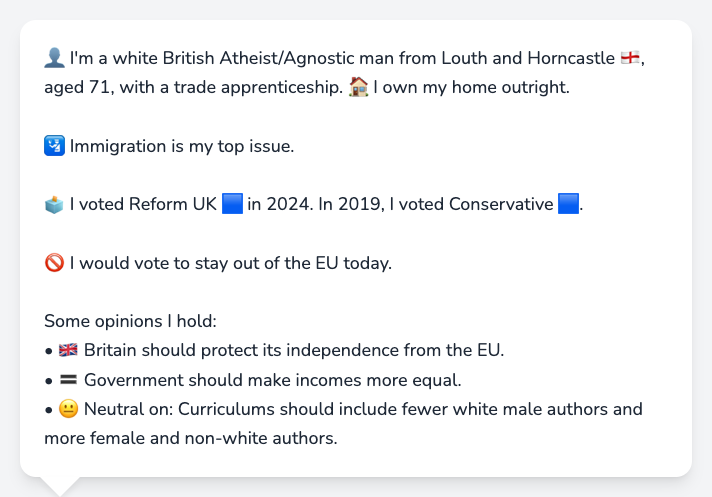 👤 I'm a white British Atheist/Agnostic man from Louth and Horncastle 🏴󠁧󠁢󠁥󠁮󠁧󠁿,
aged 71, with a trade apprenticeship. 🏠 I own my home outright.
🛂 Immigration is my top issue.
🗳️ I voted Reform UK 🟦 in 2024. In 2019, I voted Conservative 🟦.
🚫 I would vote to stay out of the EU today.
Some opinions I hold:
• 🇬🇧 Britain should protect its independence from the EU.
• 🟰 Government should make incomes more equal.
• 😐 Neutral on: Curriculums should include fewer white male authors and
more female and non-white authors.